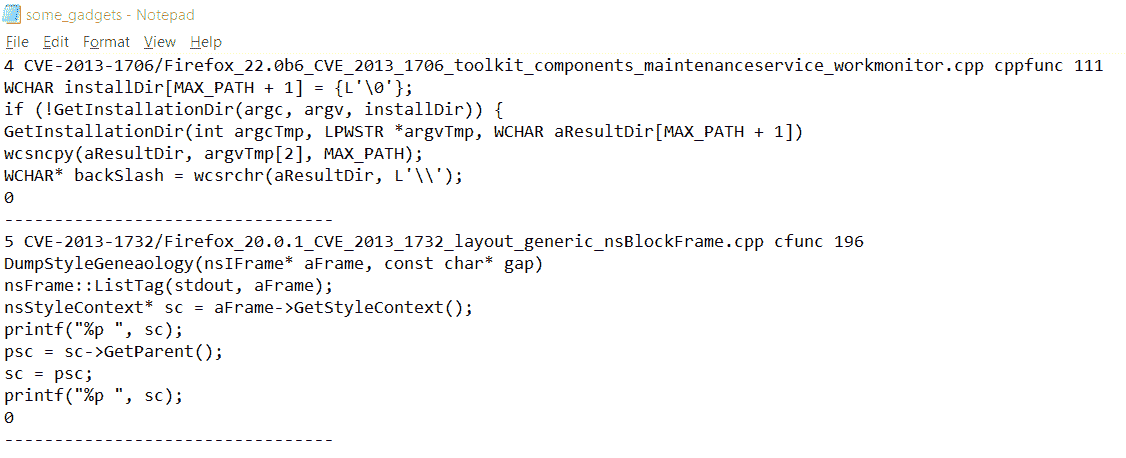 some_gadgets - Notepad
File Edit Format View Help
4 CVE-2013-1706/Firefox_22.0b6_CVE_2013_1706_toolkit_components_maintenanceservice_workmonitor.cpp cppfunc 111
WCHAR installDir[MAX_PATH + 1] = {L'\0'};
if (!GetInstallationDir(argc, argv, installDir)) {
GetInstallationDir(int argcTmp, LPWSTR *argvTmp, WCHAR aResultDir[MAX_PATH + 1])
wcsncpy(aResultDir, argvTmp[2], MAX_PATH);
WCHAR* backSlash = wcsrchr(aResultDir, L'\\');
0
---------------------------------
5 CVE-2013-1732/Firefox_20.0.1_CVE_2013_1732_layout_generic_nsBlockFrame.cpp cfunc 196
DumpStyleGeneaology(nsIFrame* aFrame, const char* gap)
nsFrame::ListTag(stdout, aFrame);
nsStyleContext* sc = aFrame->GetStyleContext();
printf("%p ", sc);
psc = sc->GetParent();
sc = psc;
printf("%p ", sc);
0
---------------------------------